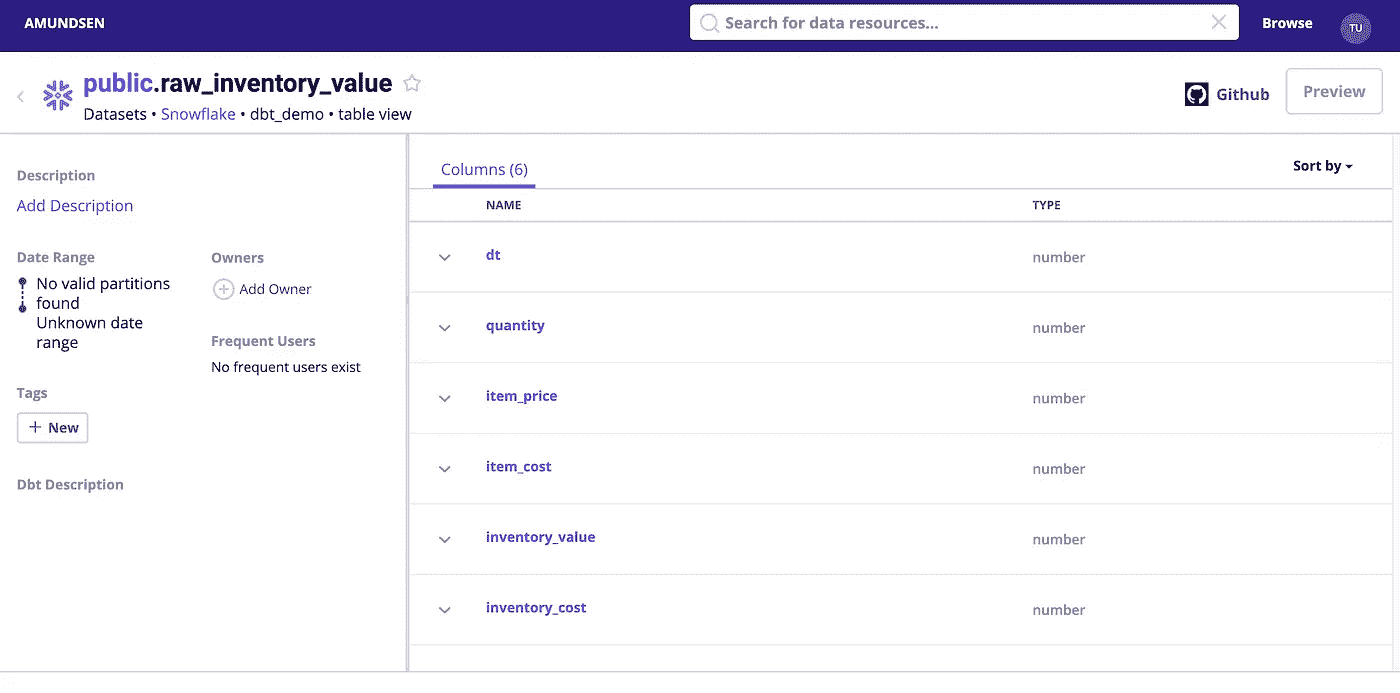 AMUNDSEN
Search for data resources...
Browse
TU
public.raw_inventory_value
Datasets • Snowflake • dbt_demo • table view
Github
Preview
Description
Add Description
Date Range
No valid partitions
found
Unknown date
range
Owners
Add Owner
Frequent Users
No frequent users exist
Tags
+ New
Dbt Description
Columns (6)
Sort by
NAME
TYPE
dt
number
quantity
number
item_price
number
item_cost
number
inventory_value
number
inventory_cost
number